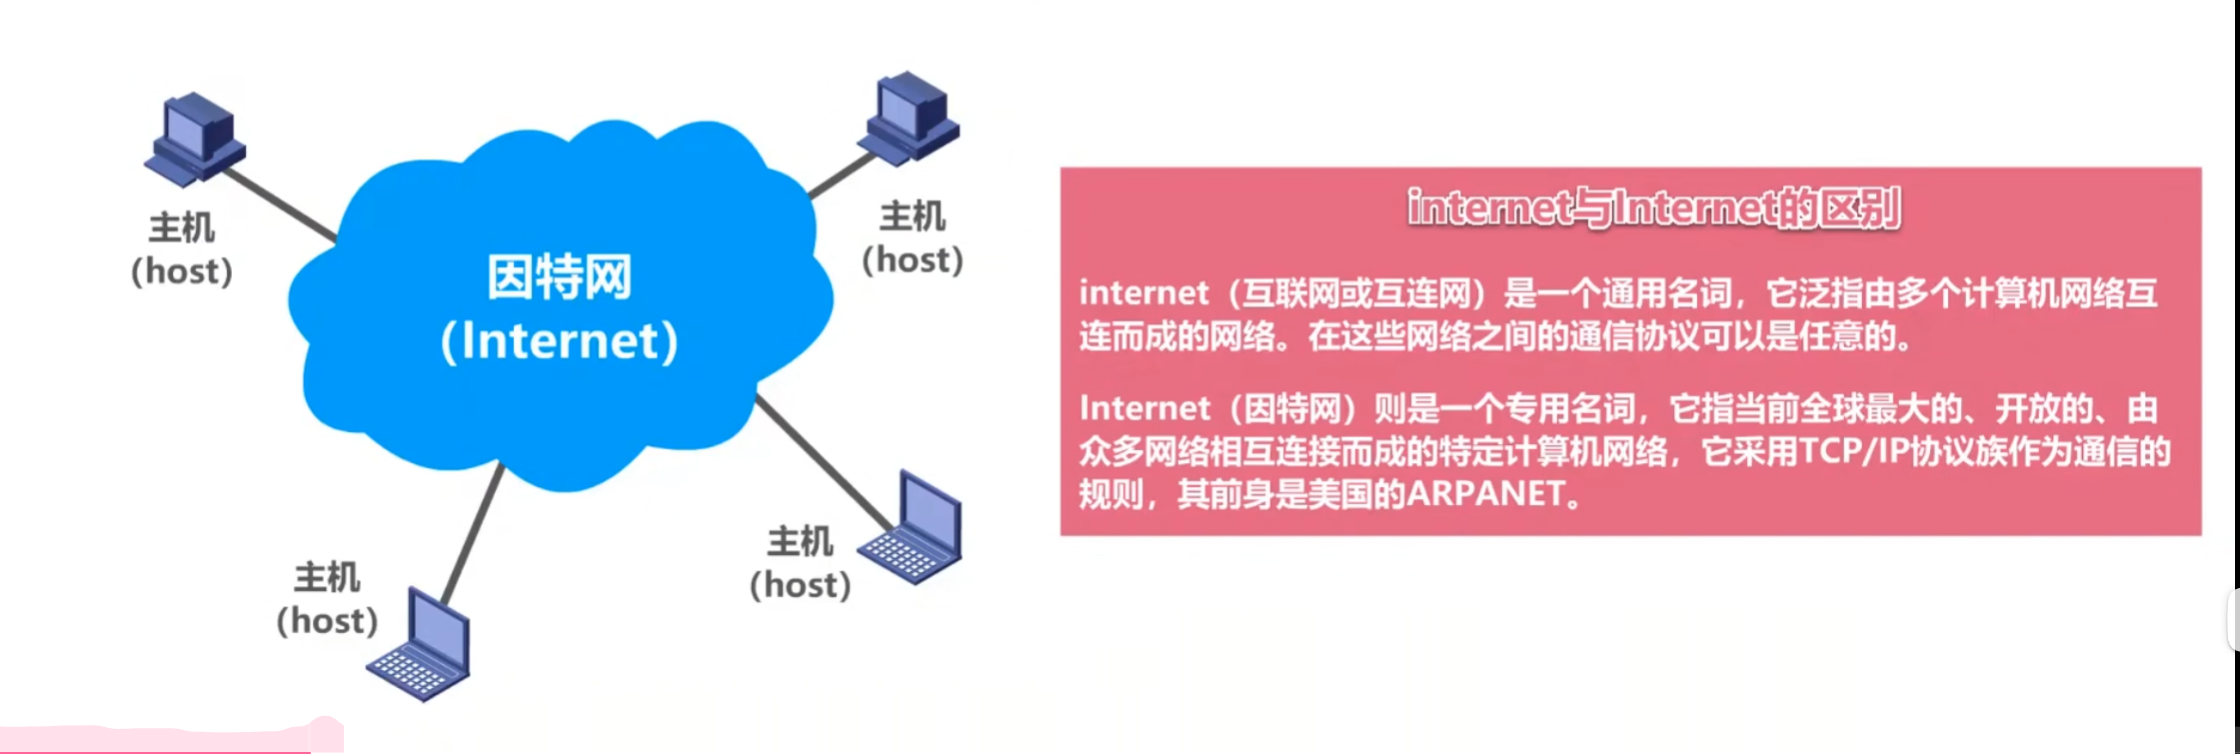 主机
(host)
主机
(host)
因特网
(Internet)
主机
(host)
主机
(host)
internet与Internet的区别
internet（互联网或互连网）是一个通用名词，它泛指由多个计算机网络互
连而成的网络。在这些网络之间的通信协议可以是任意的。
Internet（因特网）则是一个专用名词，它指当前全球最大的、开放的、由
众多网络相互连接而成的特定计算机网络，它采用TCP/IP协议族作为通信的
规则，其前身是美国的ARPANET。